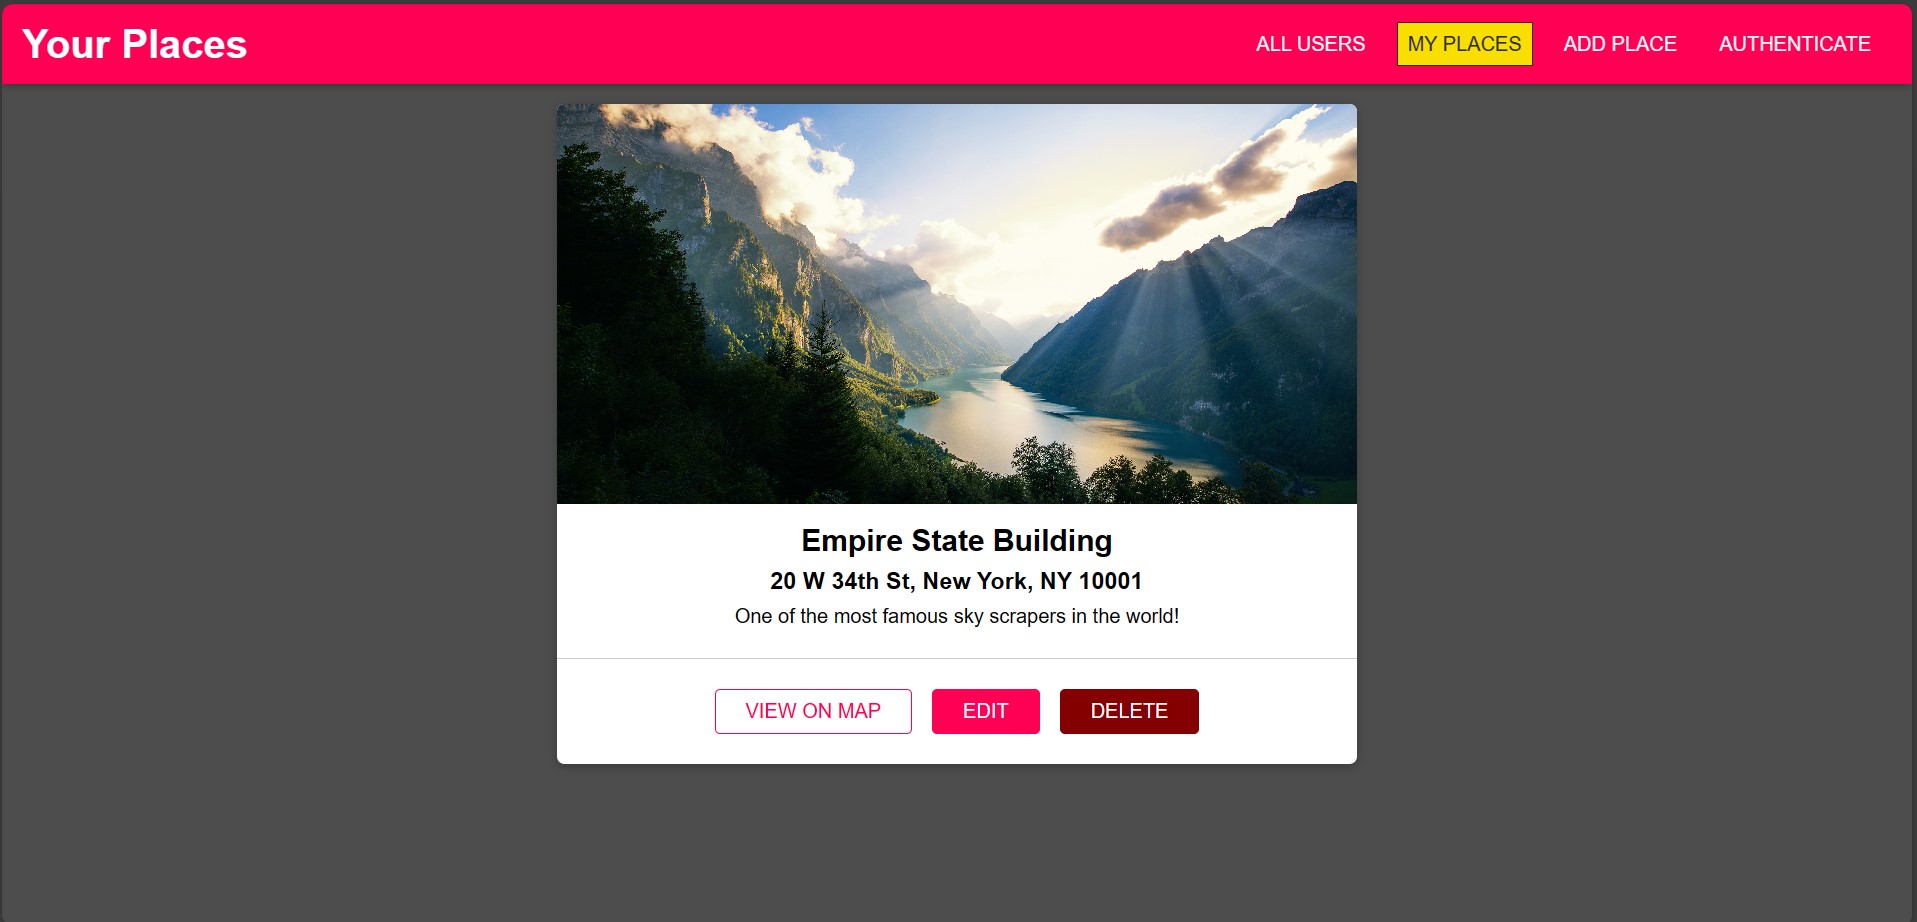 Your Places
ALL USERS
MY PLACES
ADD PLACE
AUTHENTICATE
Empire State Building
20 W 34th St, New York, NY 10001
One of the most famous sky scrapers in the world!
VIEW ON MAP
EDIT
DELETE